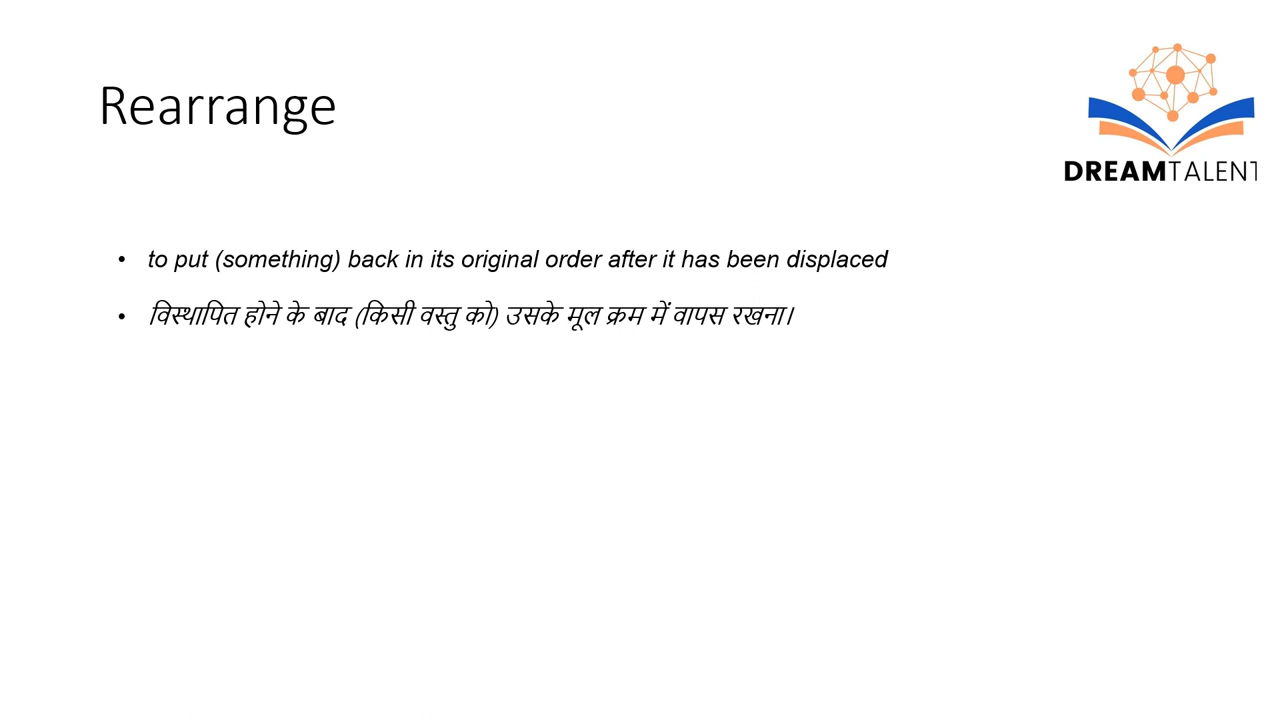 Rearrange
DREAMTALENT
• to put (something) back in its original order after it has been displaced
• विस्थापित होने के बाद (किसी वस्तु को) उसके मूल क्रम में वापस रखना।